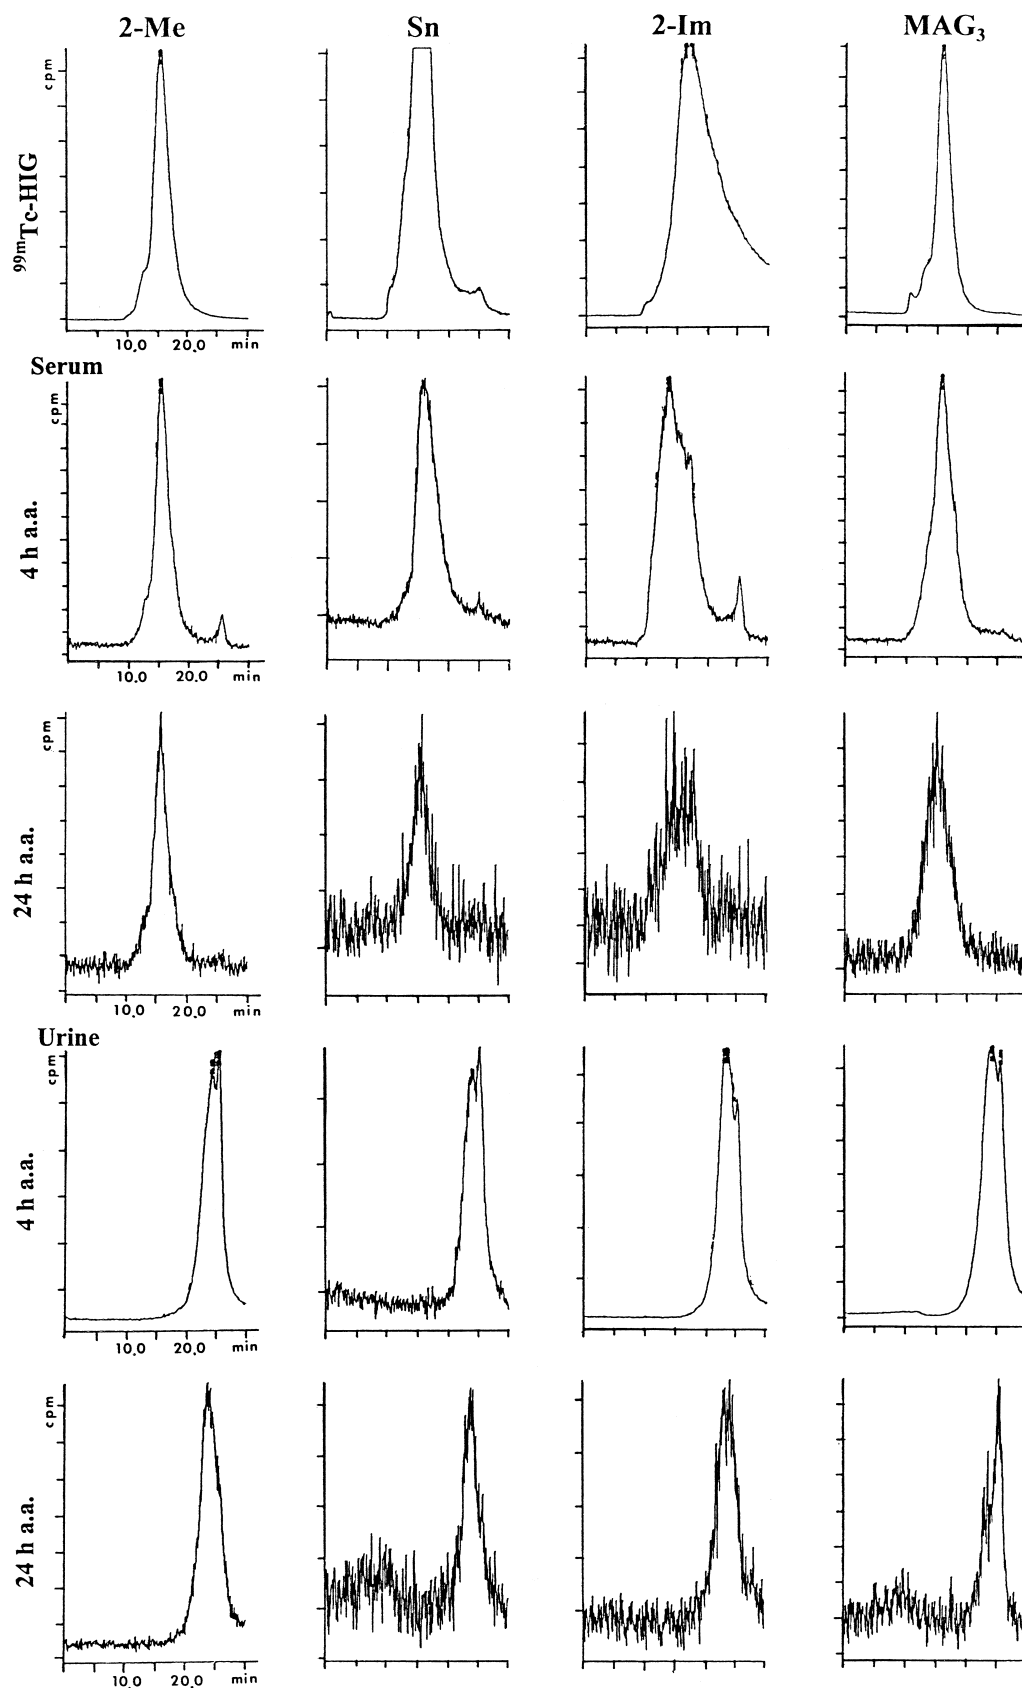 2-Me Sn 2-Im MAG3
cpm
99mTc-HIG
10.0 20.0 min
Serum
cpm
4 h a.a.
10.0 20.0 min
cpm
24 h a.a.
10.0 20.0 min
Urine
cpm
4 h a.a.
10.0 20.0 min
cpm
24 h a.a.
10.0 20.0 min